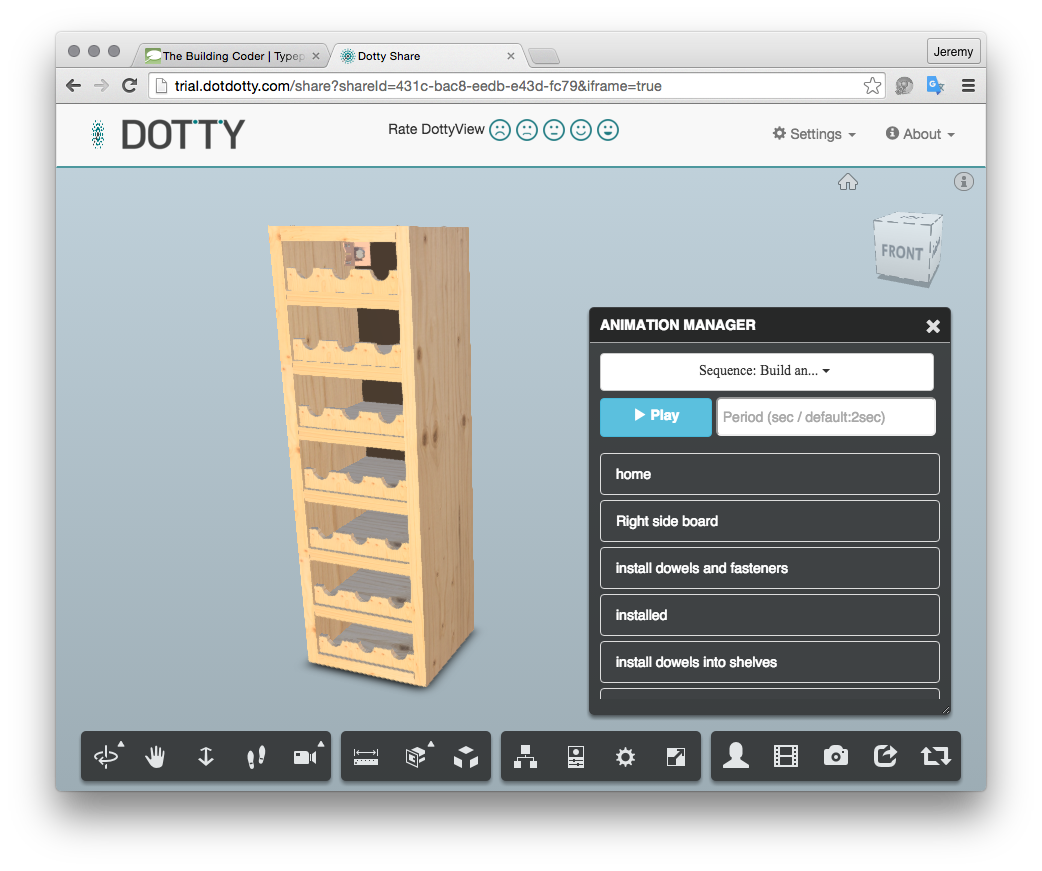 The Building Coder | Typep
Dotty Share
Jeremy
trial.dotdotty.com/share?shareId=431c-bac8-eedb-e43d-fc79&iframe=true
DOTTY
Rate DottyView
Settings
About
FRONT
ANIMATION MANAGER
Sequence: Build an...
Play
Period (sec / default:2sec)
home
Right side board
install dowels and fasteners
installed
install dowels into shelves